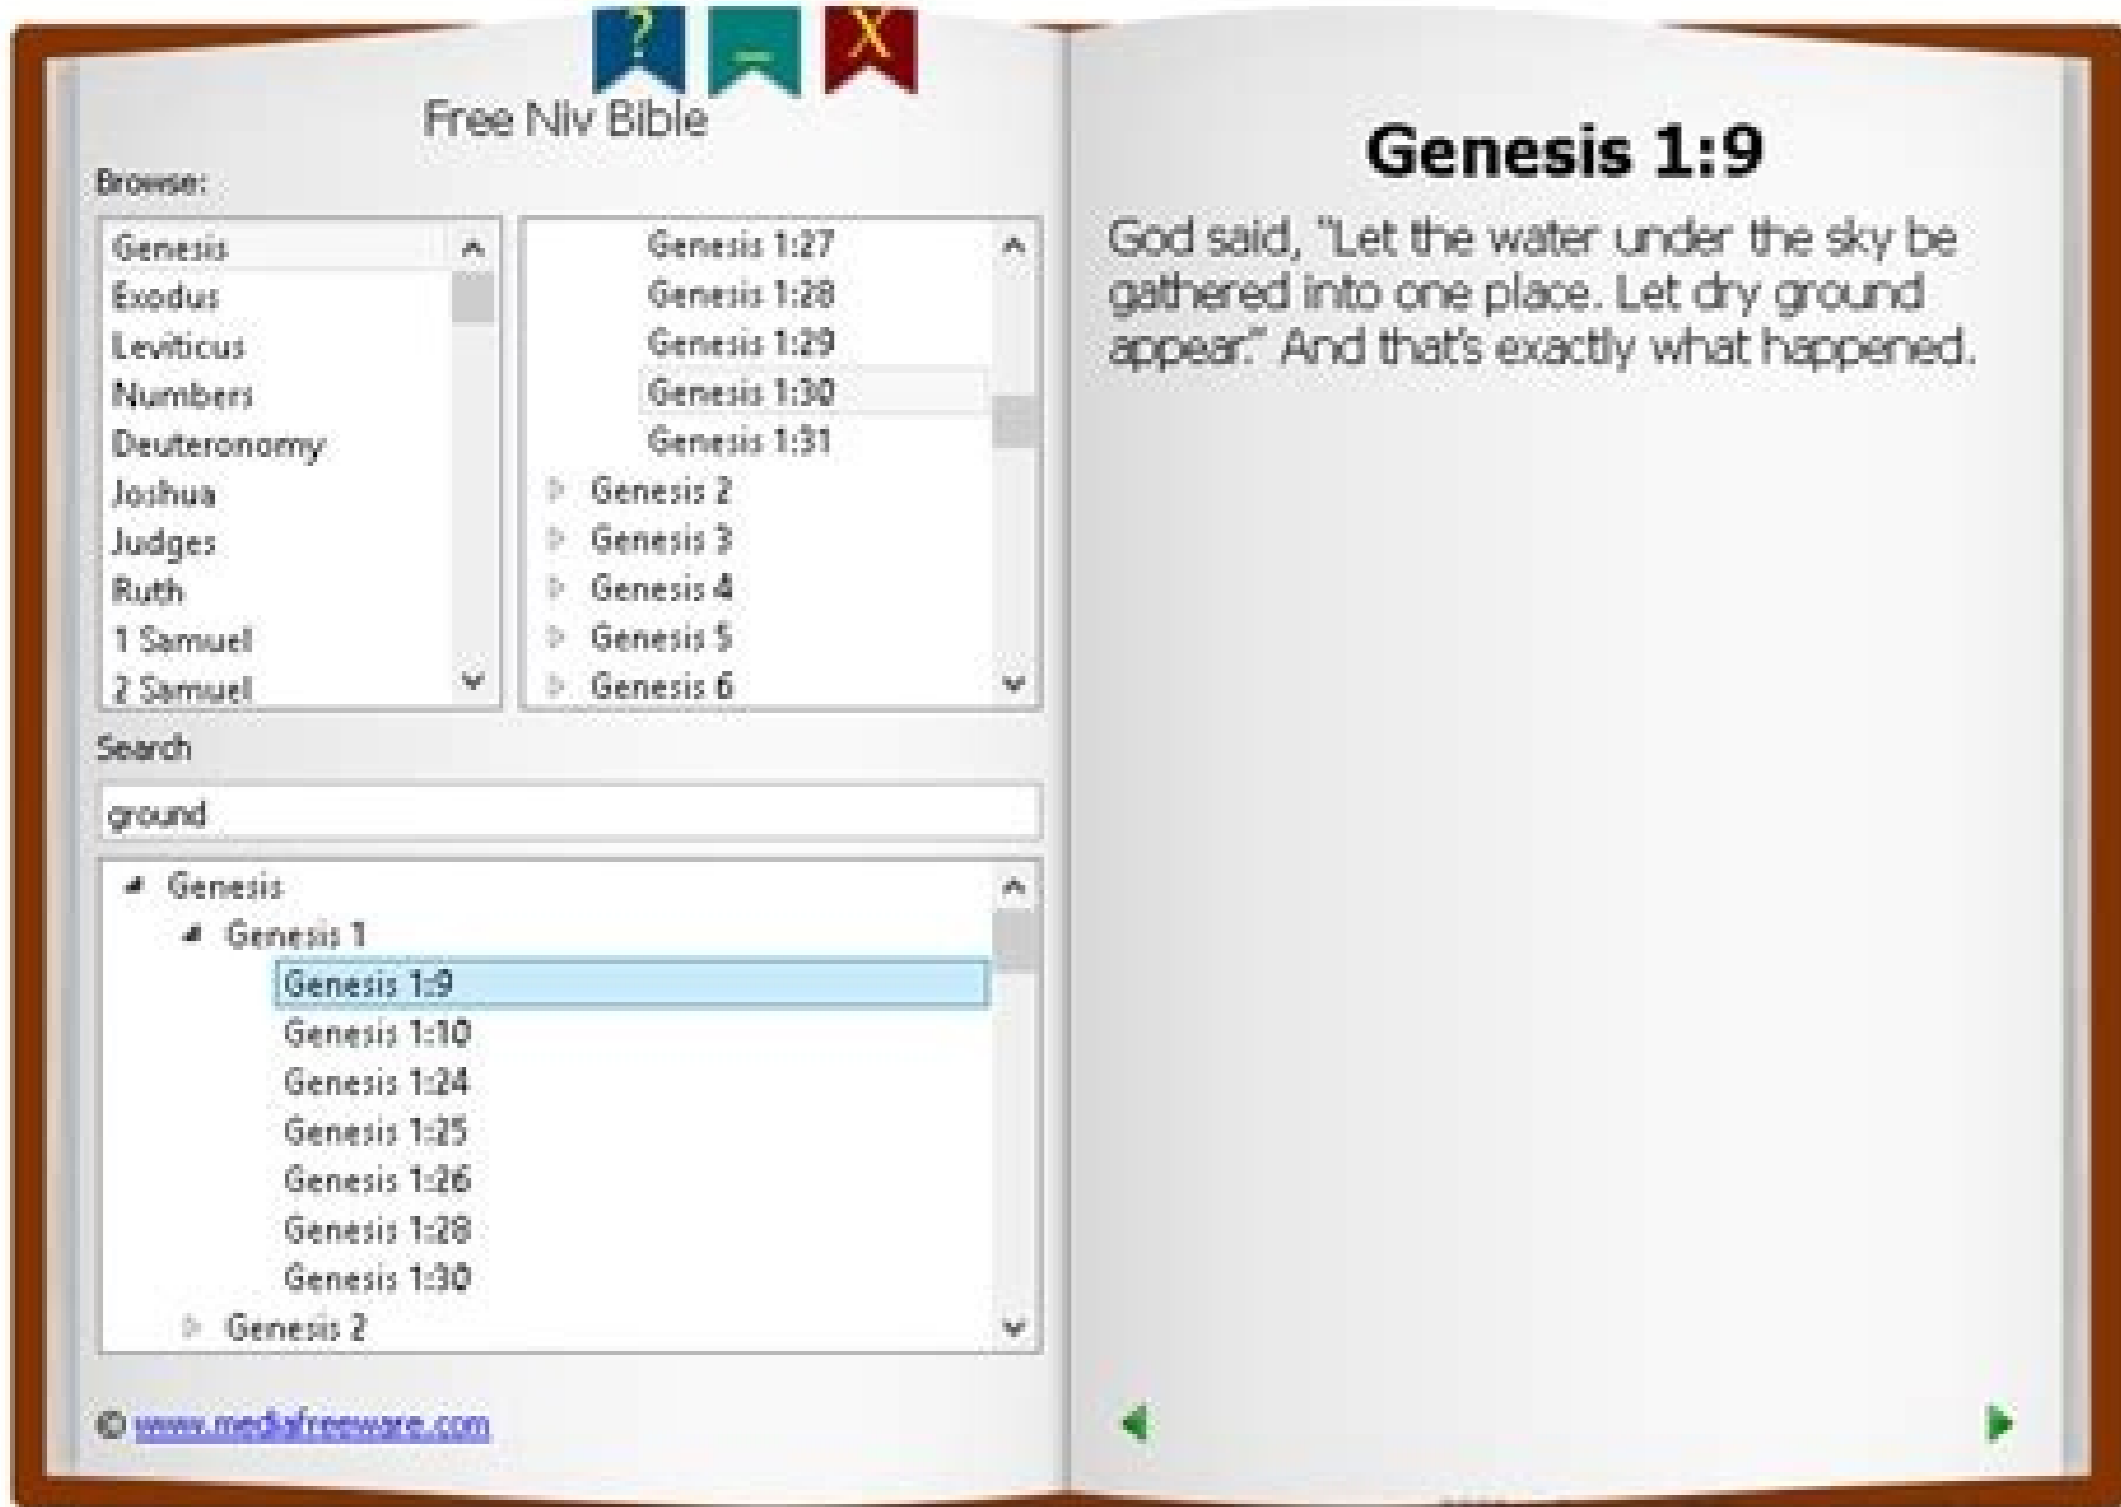 ?
_
X
Free Niv Bible
Browse:
Genesis
Exodus
Leviticus
Numbers
Deuteronomy
Joshua
Judges
Ruth
1 Samuel
2 Samuel
Genesis 1:27
Genesis 1:28
Genesis 1:29
Genesis 1:30
Genesis 1:31
Genesis 2
Genesis 3
Genesis 4
Genesis 5
Genesis 6
Search
ground
Genesis
Genesis 1
Genesis 1:9
Genesis 1:10
Genesis 1:24
Genesis 1:25
Genesis 1:26
Genesis 1:28
Genesis 1:30
Genesis 2
© www.mediafreeware.com
Genesis 1:9
God said, "Let the water under the sky be
gathered into one place. Let dry ground
appear." And that's exactly what happened.